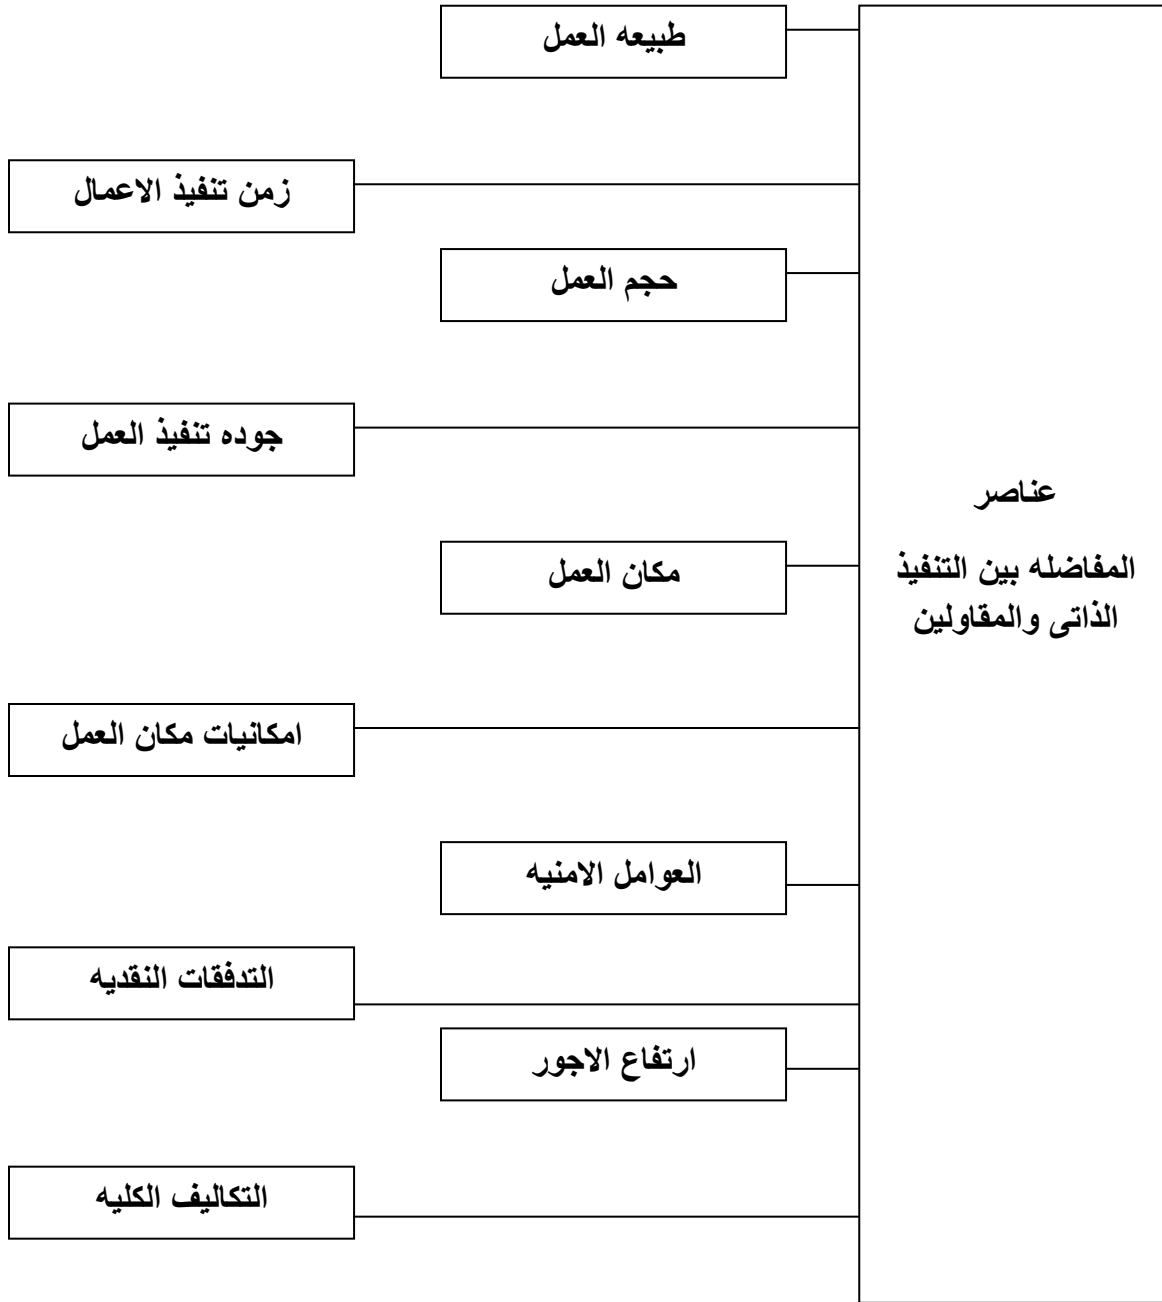 طبيعه العمل
زمن تنفيذ الاعمال
حجم العمل
جوده تنفيذ العمل
عناصر
المفاضله بين التنفيذ
الذاتى والمقاولين
مكان العمل
امكانيات مكان العمل
العوامل الامنيه
التدفقات النقديه
ارتفاع الاجور
التكاليف الكليه